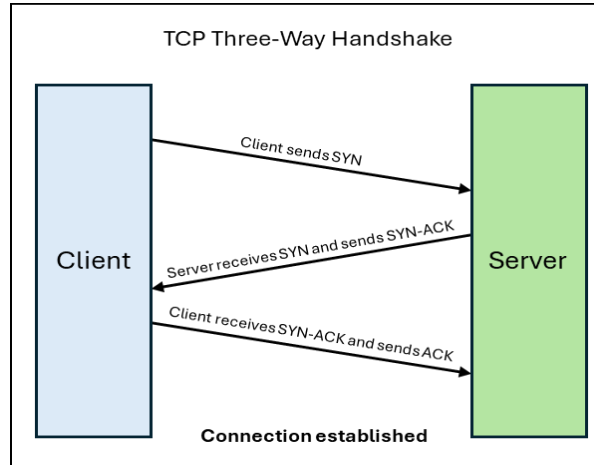 TCP Three-Way Handshake
Client sends SYN
Server receives SYN and sends SYN-ACK
Client
Server
Client receives SYN-ACK and sends ACK
Connection established